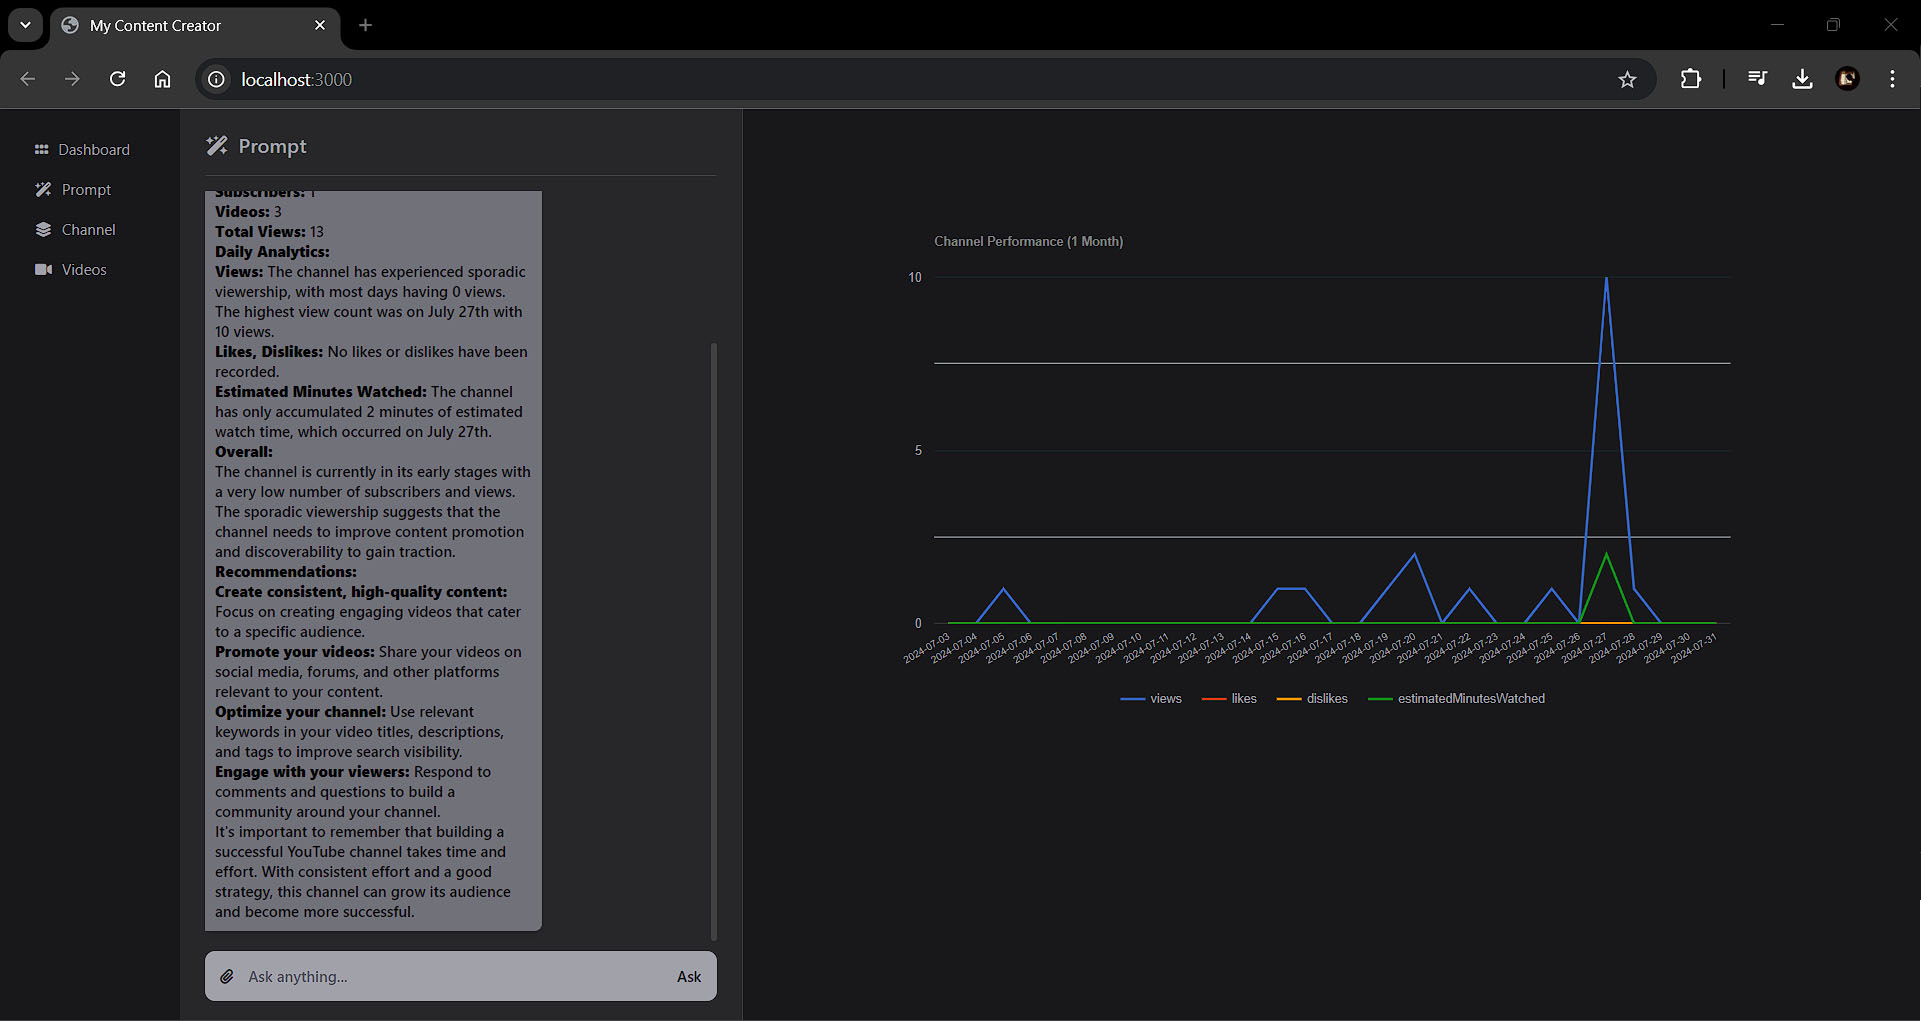 My Content Creator
localhost:3000
Dashboard
Prompt
Channel
Videos
Prompt
Subscribers: 1
Videos: 3
Total Views: 13
Daily Analytics:
Views: The channel has experienced sporadic
viewership, with most days having 0 views.
The highest view count was on July 27th with
10 views.
Likes, Dislikes: No likes or dislikes have been
recorded.
Estimated Minutes Watched: The channel
has only accumulated 2 minutes of estimated
watch time, which occurred on July 27th.
Overall:
The channel is currently in its early stages with
a very low number of subscribers and views.
The sporadic viewership suggests that the
channel needs to improve content promotion
and discoverability to gain traction.
Recommendations:
Create consistent, high-quality content:
Focus on creating engaging videos that cater
to a specific audience.
Promote your videos: Share your videos on
social media, forums, and other platforms
relevant to your content.
Optimize your channel: Use relevant
keywords in your video titles, descriptions,
and tags to improve search visibility.
Engage with your viewers: Respond to
comments and questions to build a
community around your channel.
It's important to remember that building a
successful YouTube channel takes time and
effort. With consistent effort and a good
strategy, this channel can grow its audience
and become more successful.
Ask anything...
Ask
Channel Performance (1 Month)
10
5
0
2024-07-03
2024-07-04
2024-07-05
2024-07-06
2024-07-07
2024-07-08
2024-07-09
2024-07-10
2024-07-11
2024-07-12
2024-07-13
2024-07-14
2024-07-15
2024-07-16
2024-07-17
2024-07-18
2024-07-19
2024-07-20
2024-07-21
2024-07-22
2024-07-23
2024-07-24
2024-07-25
2024-07-26
2024-07-27
2024-07-28
2024-07-29
2024-07-30
2024-07-31
views
likes
dislikes
estimatedMinutesWatched